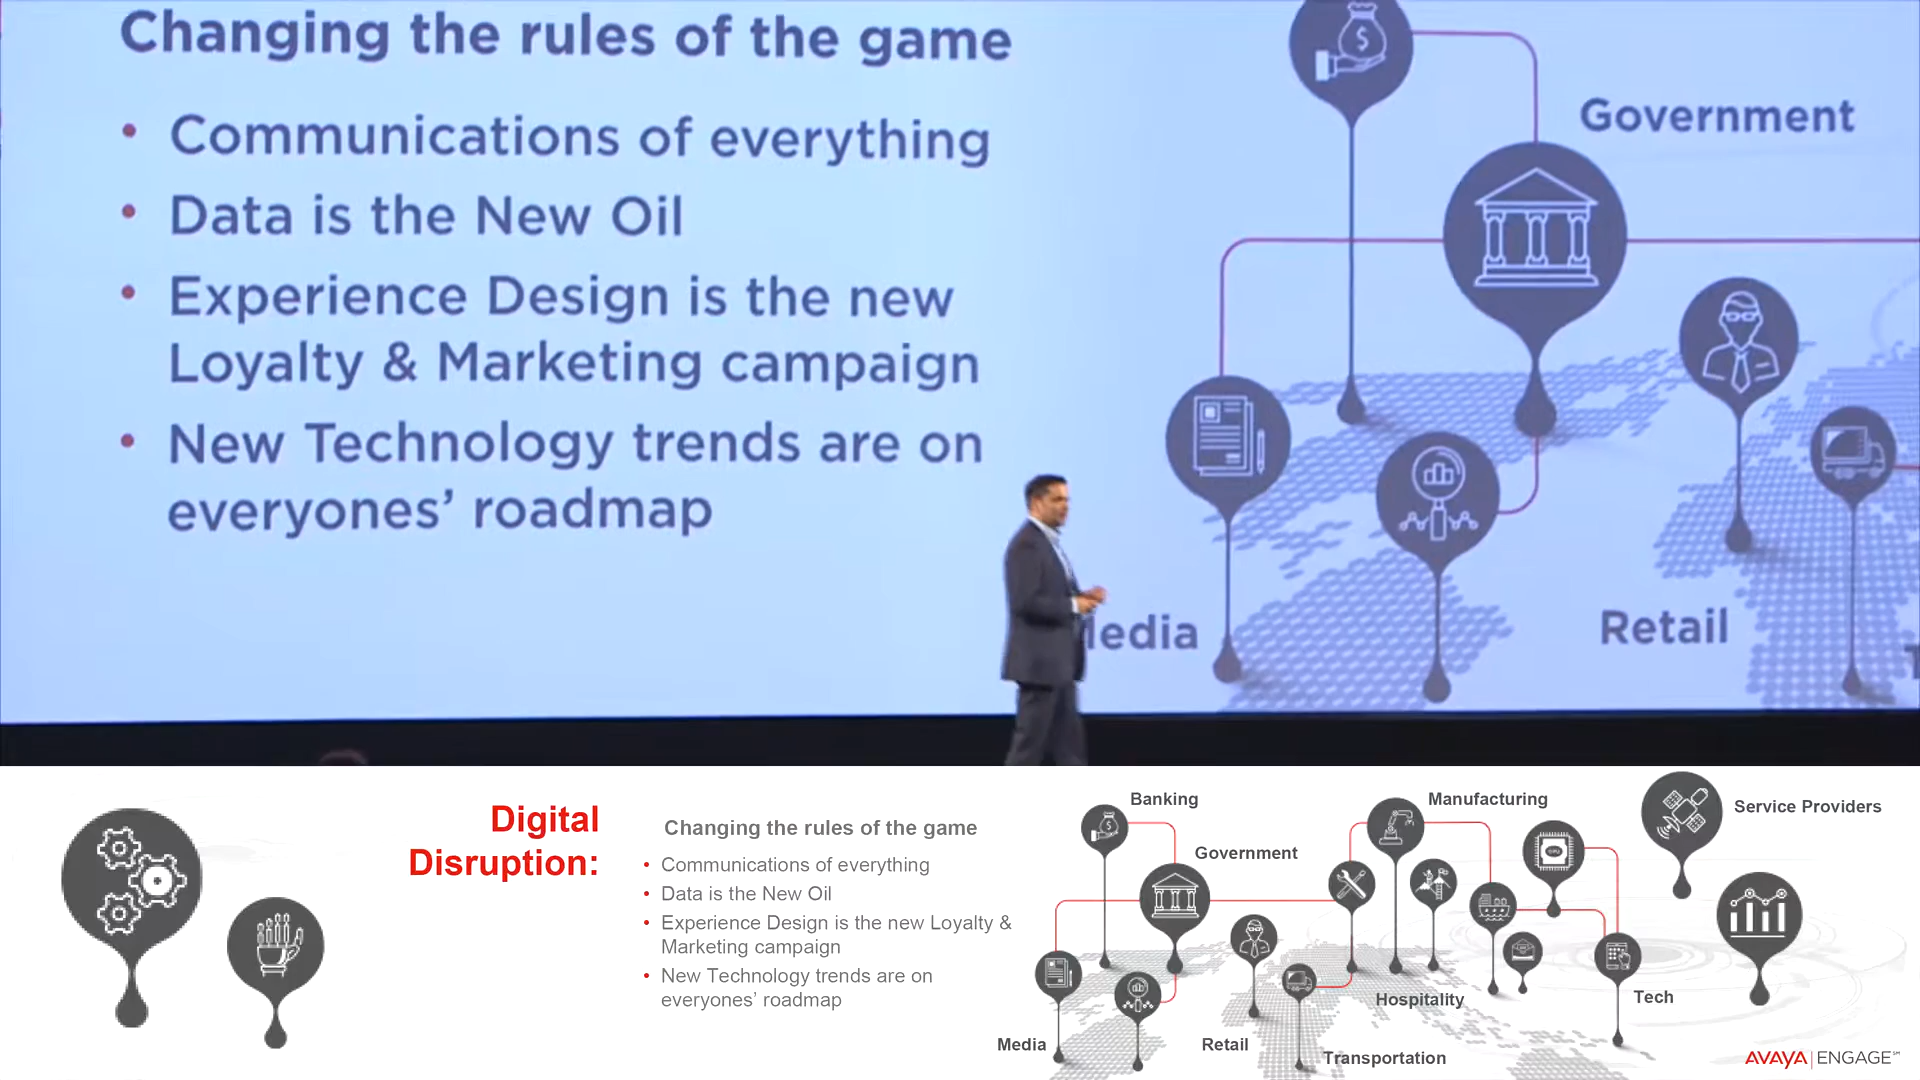 Changing the rules of the game
• Communications of everything
• Data is the New Oil
• Experience Design is the new
Loyalty & Marketing campaign
• New Technology trends are on
everyones’ roadmap
$
Government
edia
Retail
Digital
Disruption:
Changing the rules of the game
• Communications of everything
• Data is the New Oil
• Experience Design is the new Loyalty &
Marketing campaign
• New Technology trends are on
everyones’ roadmap
Banking
$
Government
Manufacturing
Service Providers
Media
Retail
Hospitality
Transportation
Tech
AVAYA | ENGAGE℠